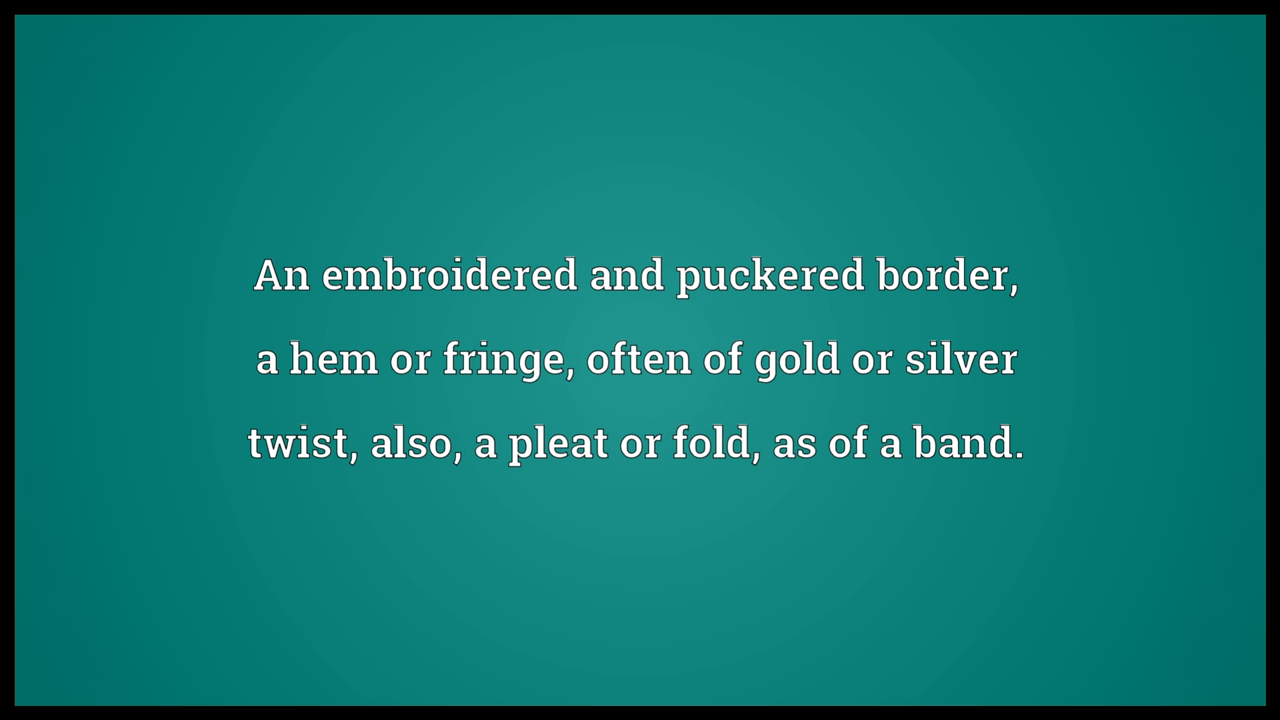 An embroidered and puckered border,
a hem or fringe, often of gold or silver
twist, also, a pleat or fold, as of a band.